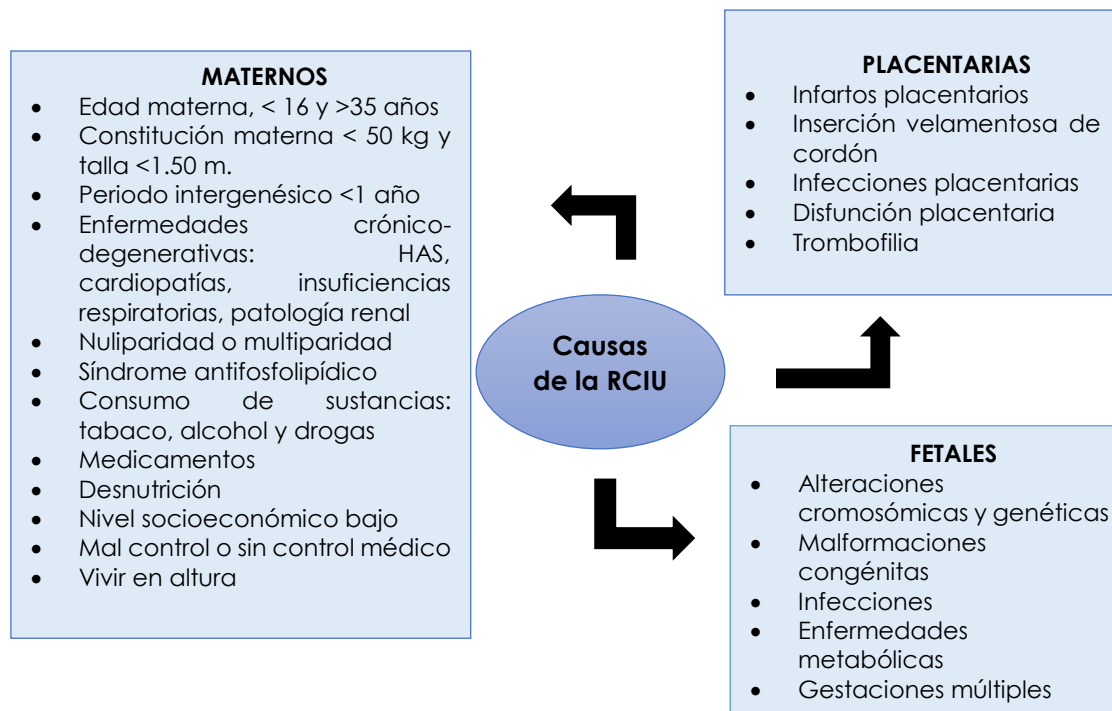 MATERNOS
• Edad materna, < 16 y >35 años
• Constitución materna < 50 kg y
talla <1.50 m.
• Periodo intergenésico <1 año
• Enfermedades crónico-
degenerativas: HAS,
cardiopatías, insuficiencias
respiratorias, patología renal
• Nuliparidad o multiparidad
• Síndrome antifosfolipídico
• Consumo de sustancias:
tabaco, alcohol y drogas
• Medicamentos
• Desnutrición
• Nivel socioeconómico bajo
• Mal control o sin control médico
• Vivir en altura
Causas
de la RCIU
PLACENTARIAS
• Infartos placentarios
• Inserción velamentosa de
cordón
• Infecciones placentarias
• Disfunción placentaria
• Trombofilia
FETALES
• Alteraciones
cromosómicas y genéticas
• Malformaciones
congénitas
• Infecciones
• Enfermedades
metabólicas
• Gestaciones múltiples